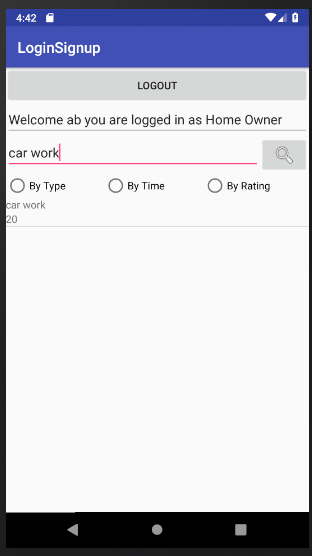 4:42
LoginSignup
LOGOUT
Welcome ab you are logged in as Home Owner
car work
By Type By Time By Rating
car work
20